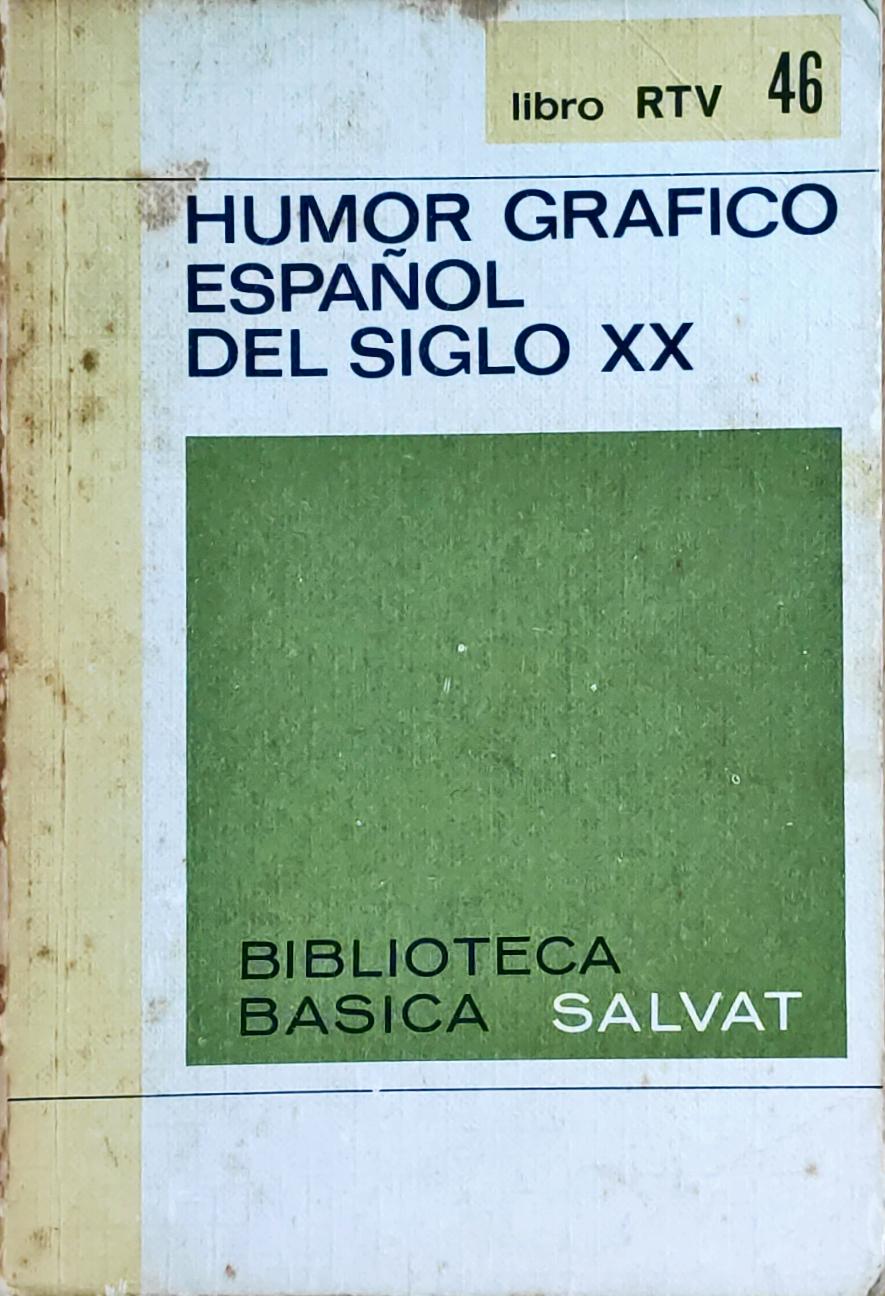 libro RTV 46
HUMOR GRAFICO
ESPAÑOL
DEL SIGLO XX
BIBLIOTECA
BASICA SALVAT